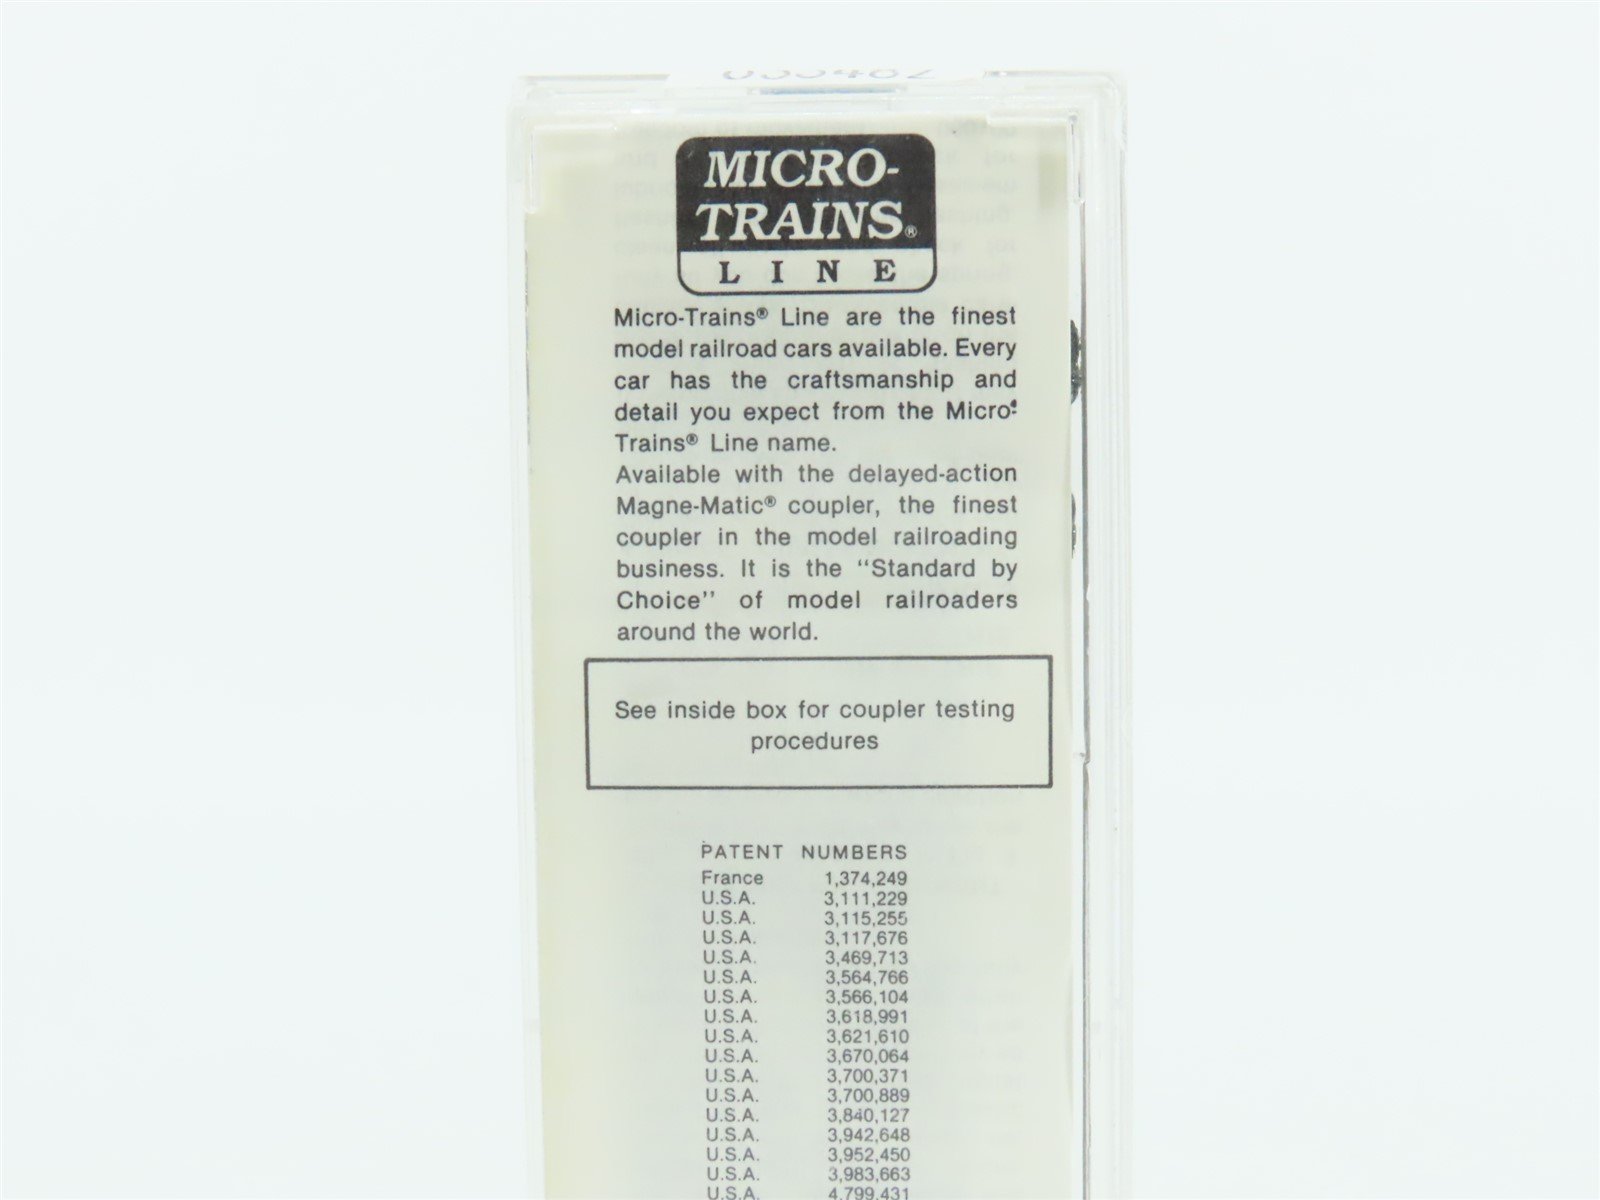 MICRO-
TRAINS®
LINE
Micro-Trains® Line are the finest
model railroad cars available. Every
car has the craftsmanship and
detail you expect from the Micro-
Trains® Line name.
Available with the delayed-action
Magne-Matic® coupler, the finest
coupler in the model railroading
business. It is the "Standard by
Choice" of model railroaders
around the world.
See inside box for coupler testing
procedures
PATENT NUMBERS
France 1,374,249
U.S.A. 3,111,229
U.S.A. 3,115,255
U.S.A. 3,117,676
U.S.A. 3,469,713
U.S.A. 3,564,766
U.S.A. 3,566,104
U.S.A. 3,618,991
U.S.A. 3,621,610
U.S.A. 3,670,064
U.S.A. 3,700,371
U.S.A. 3,700,889
U.S.A. 3,840,127
U.S.A. 3,942,648
U.S.A. 3,952,450
U.S.A. 3,983,663
U.S.A. 4,799,431